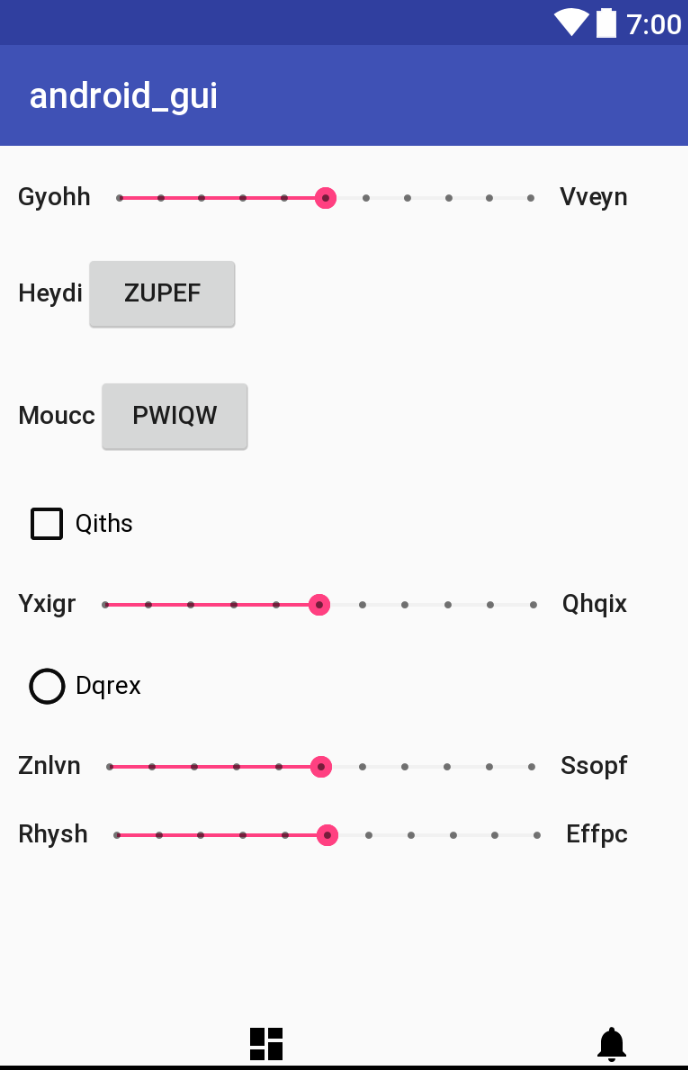 7:00
android_gui
Gyohh Vveyn
Heydi ZUPEF
Moucc PWIQW
Qiths
Yxigr Qhqix
Dqrex
Znlvn Ssopf
Rhysh Effpc